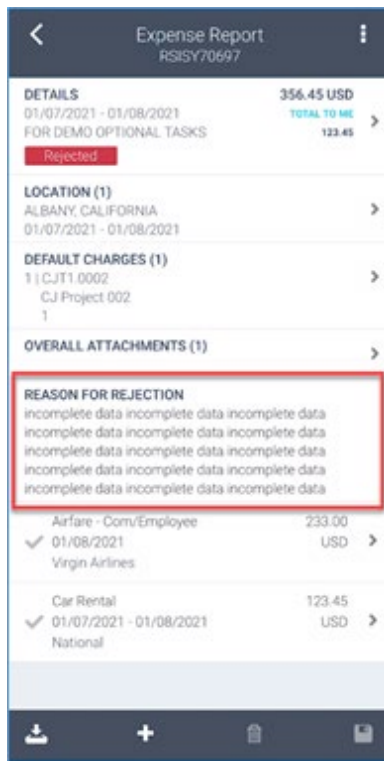 Expense Report
RSISY70697
DETAILS 356.45 USD
01/07/2021 - 01/08/2021 TOTAL TO ME
FOR DEMO OPTIONAL TASKS 123.45
Rejected
LOCATION (1)
ALBANY, CALIFORNIA
01/07/2021 - 01/08/2021
DEFAULT CHARGES (1)
1 | CJT1.0002
CJ Project 002
1
OVERALL ATTACHMENTS (1)
REASON FOR REJECTION
incomplete data incomplete data incomplete data
incomplete data incomplete data incomplete data
incomplete data incomplete data incomplete data
incomplete data incomplete data incomplete data
incomplete data incomplete data incomplete data
Airfare - Com/Employee 233.00
01/08/2021 USD
Virgin Airlines
Car Rental 123.45
01/07/2021 - 01/08/2021 USD
National